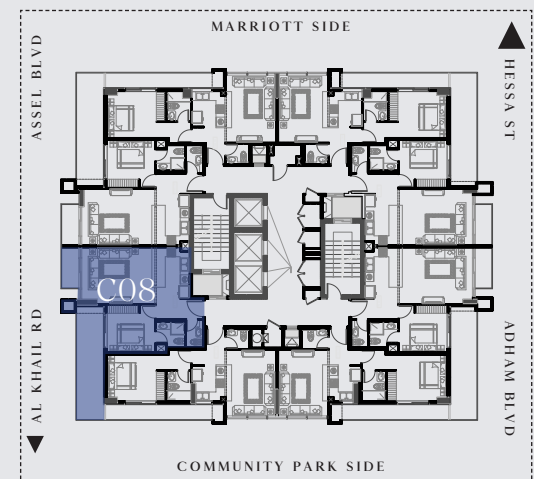 MARRIOTT SIDE
ASSEL BLVD
HESSA ST
C08
AL KHAIL RD
ADHAM BLVD
COMMUNITY PARK SIDE